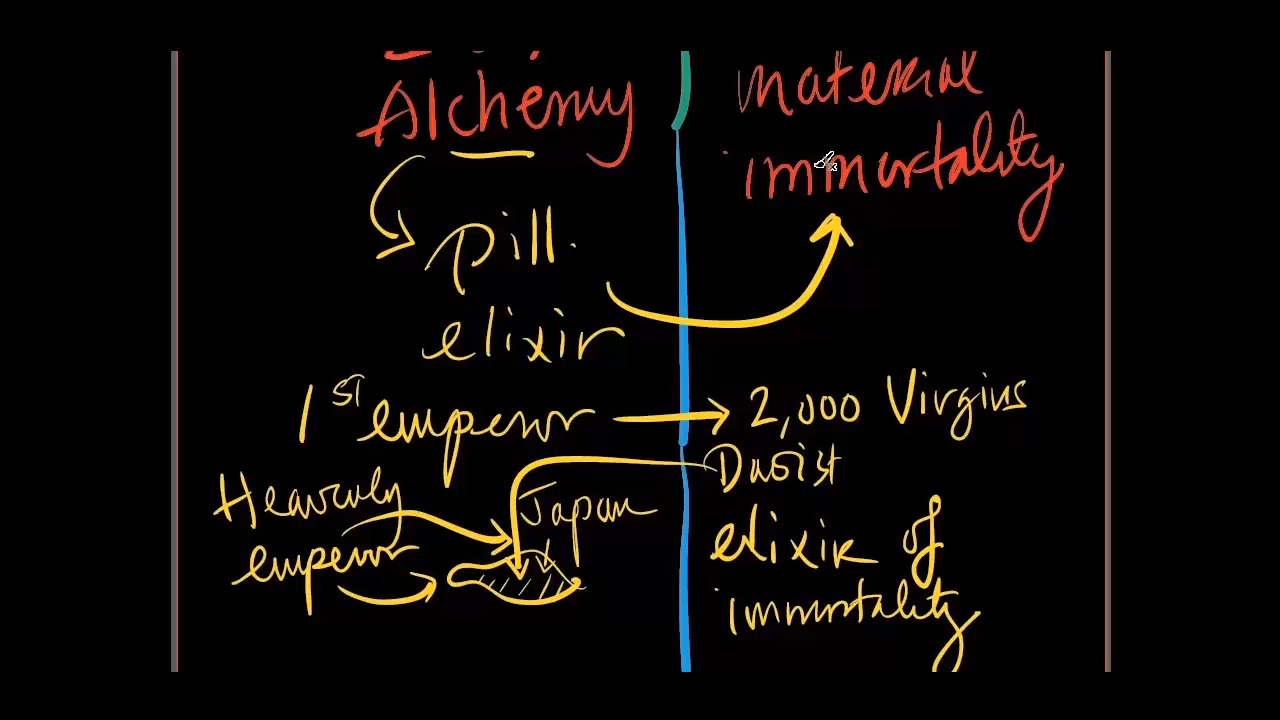 Alchemy
pill
elixir
1st emperor
Heavenly
emperor
Japan
material
immortality
2,000 Virgins
Daoist
elixir of
immortality